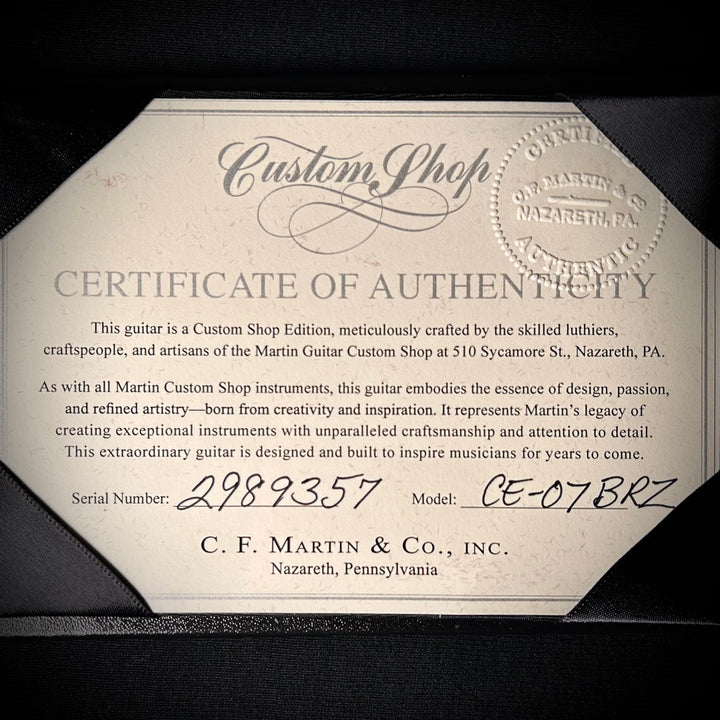 Custom Shop
CERTIFIED
C.F. MARTIN & CO
NAZARETH, PA.
AUTHENTIC
CERTIFICATE OF AUTHENTICITY
This guitar is a Custom Shop Edition, meticulously crafted by the skilled luthiers,
craftspeople, and artisans of the Martin Guitar Custom Shop at 510 Sycamore St., Nazareth, PA.
As with all Martin Custom Shop instruments, this guitar embodies the essence of design, passion,
and refined artistry—born from creativity and inspiration. It represents Martin's legacy of
creating exceptional instruments with unparalleled craftsmanship and attention to detail.
This extraordinary guitar is designed and built to inspire musicians for years to come.
Serial Number: 2989357 Model: CE-07BRZ
C. F. MARTIN & CO., INC.
Nazareth, Pennsylvania